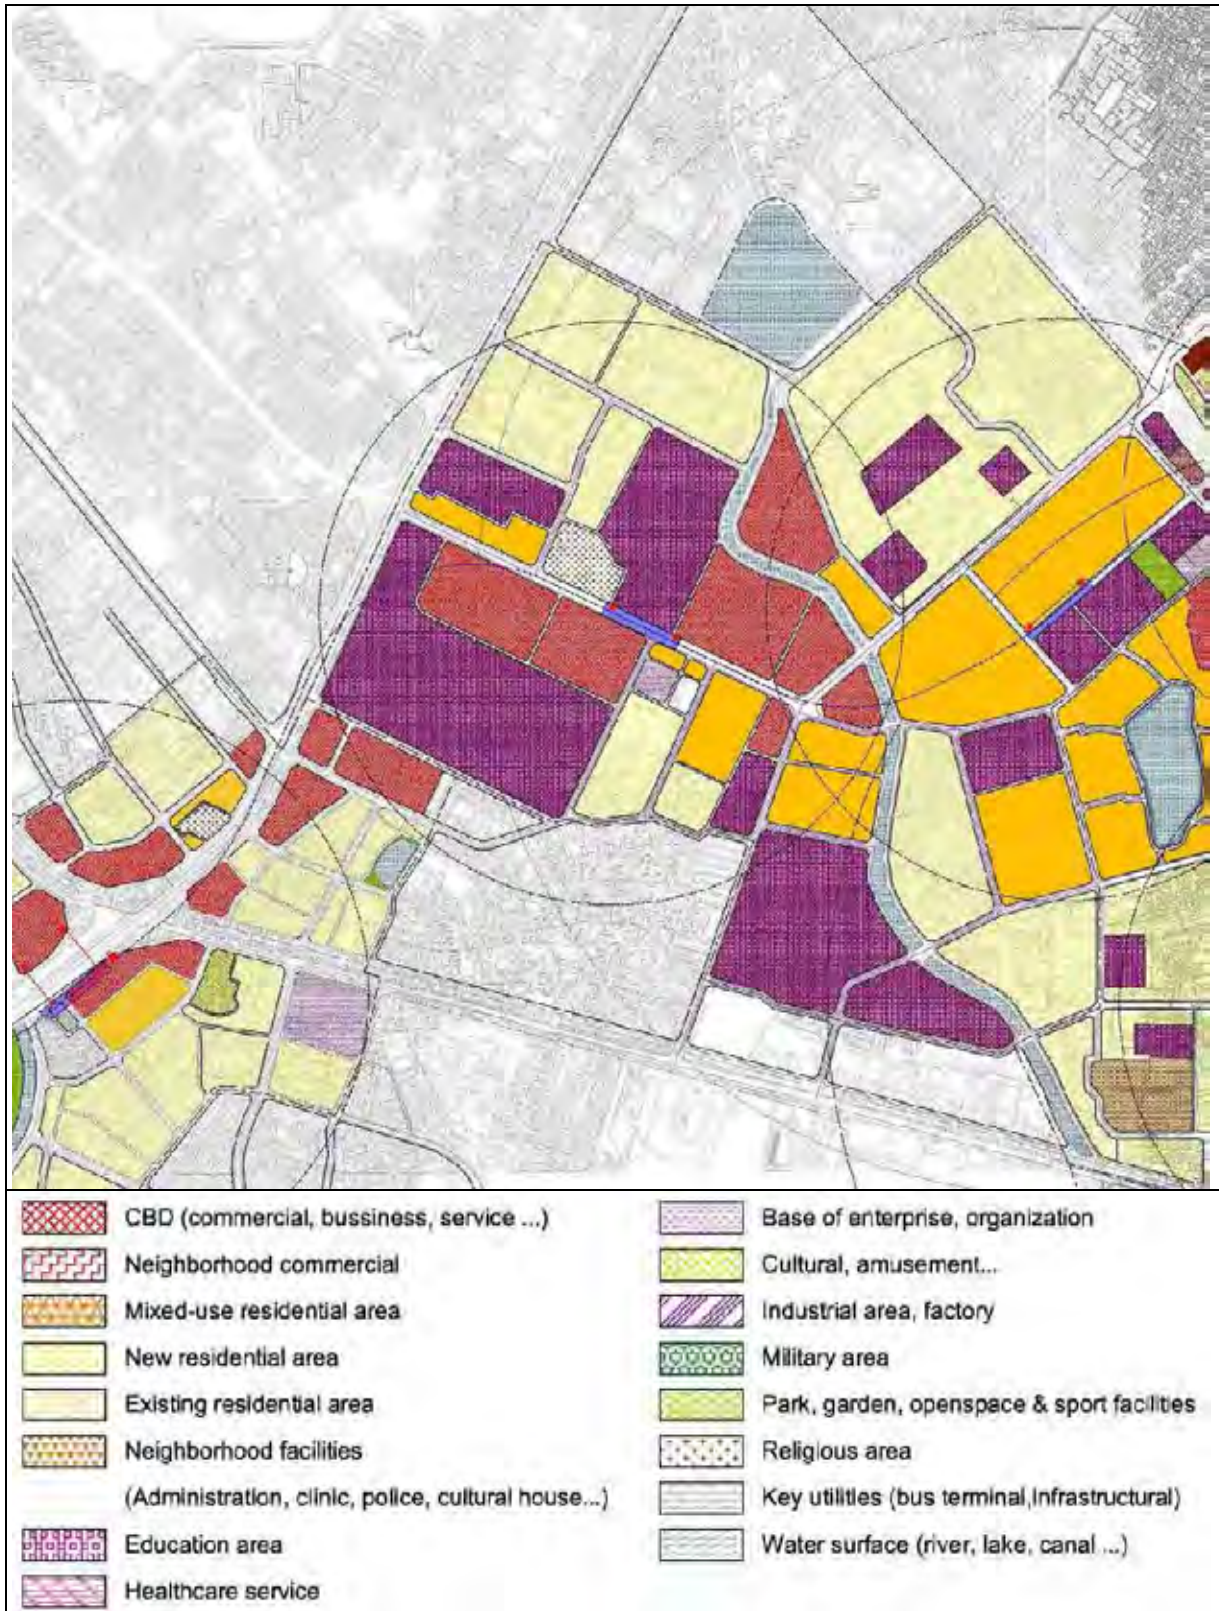 CBD (commercial, bussiness, service ...)
Neighborhood commercial
Mixed-use residential area
New residential area
Existing residential area
Neighborhood facilities
(Administration, clinic, police, cultural house...)
Education area
Healthcare service
Base of enterprise, organization
Cultural, amusement...
Industrial area, factory
Military area
Park, garden, openspace & sport facilities
Religious area
Key utilities (bus terminal,Infrastructural)
Water surface (river, lake, canal ...)